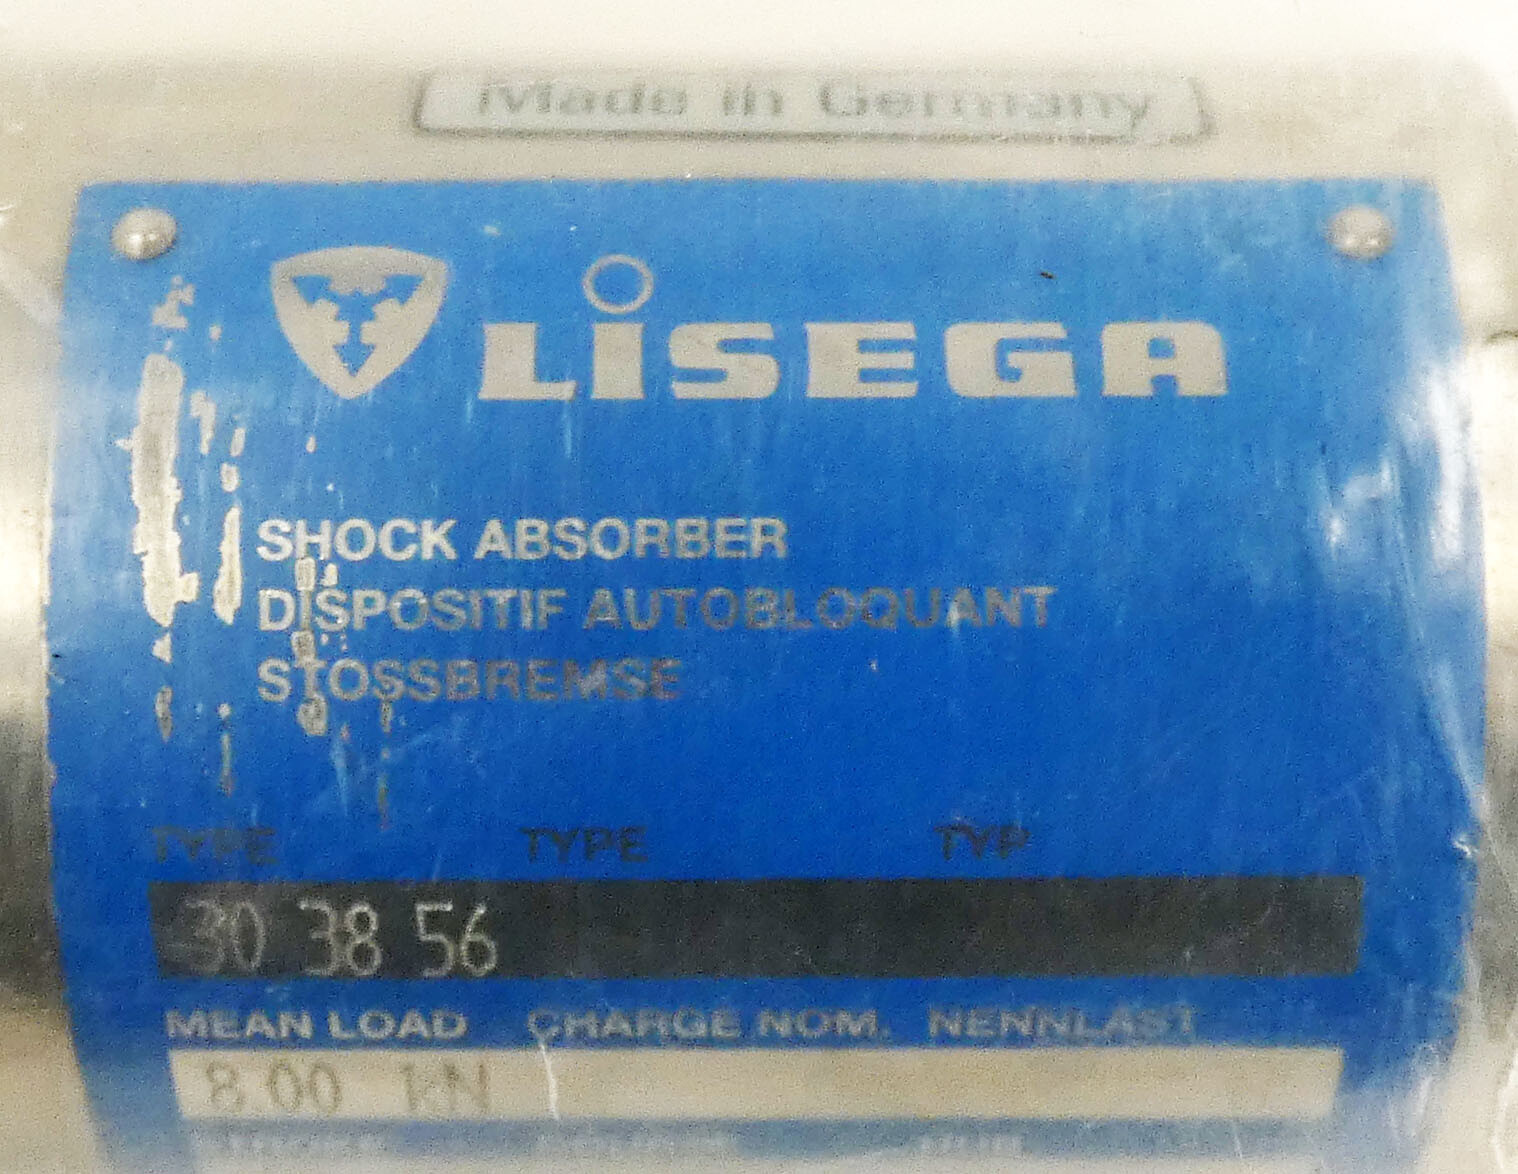 Made in Germany
LiSEGA
SHOCK ABSORBER
DISPOSITIF AUTOBLOQUANT
STOSSBREMSE
TYPE TYPE TYP
30 38 56
MEAN LOAD CHARGE NOM. NENNLAST
8.00 kN